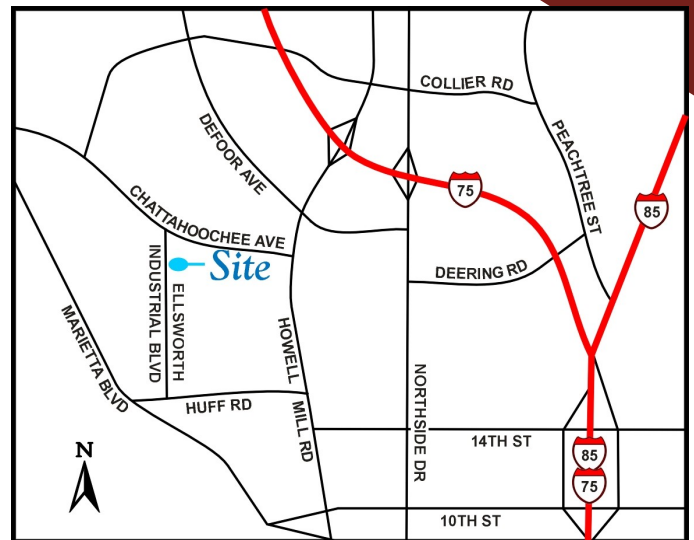 COLLIER RD
DEFOOR AVE
PEACHTREE ST
75
85
CHATTAHOOCHEE AVE
Site
DEERING RD
ELLSWORTH
INDUSTRIAL BLVD
MARIETTA BLVD
HOWELL
MILL RD
NORTHSIDE DR
HUFF RD
14TH ST
N
85
75
10TH ST